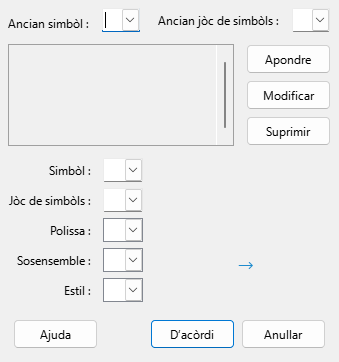 Ancian simbòl : Ancian jòc de simbòls :
Apondre
Modificar
Suprimir
Simbòl :
Jòc de simbòls :
Polissa :
Sosensemble :
→
Estil :
Ajuda D'acòrdi Anullar